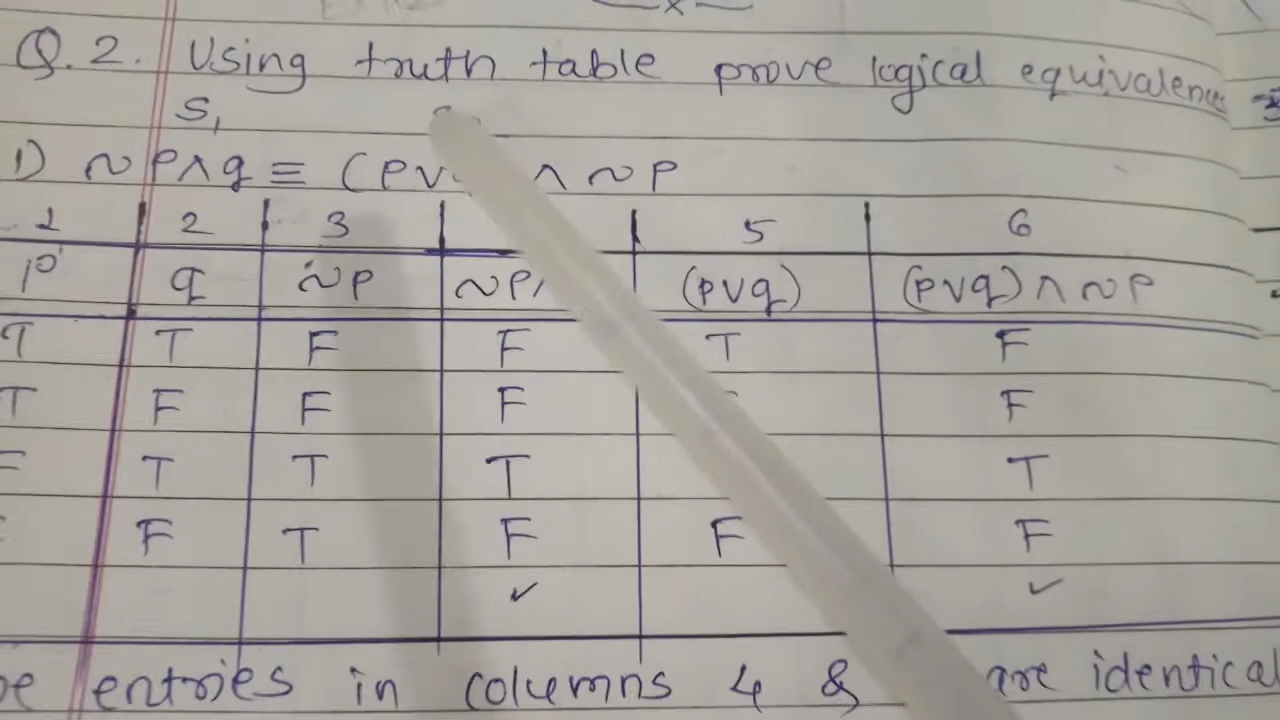 Q.2. Using truth table prove logical equivalence
S1
1) ~p∧q ≡ (p∨ ∧ ~p
1 2 3 5 6
p q ~p ~p∧ (p∨q) (p∨q)∧~p
T T F F T F
T F F F F
F T T T T
F T F F F
✓ ✓
entries in columns 4 & are identical